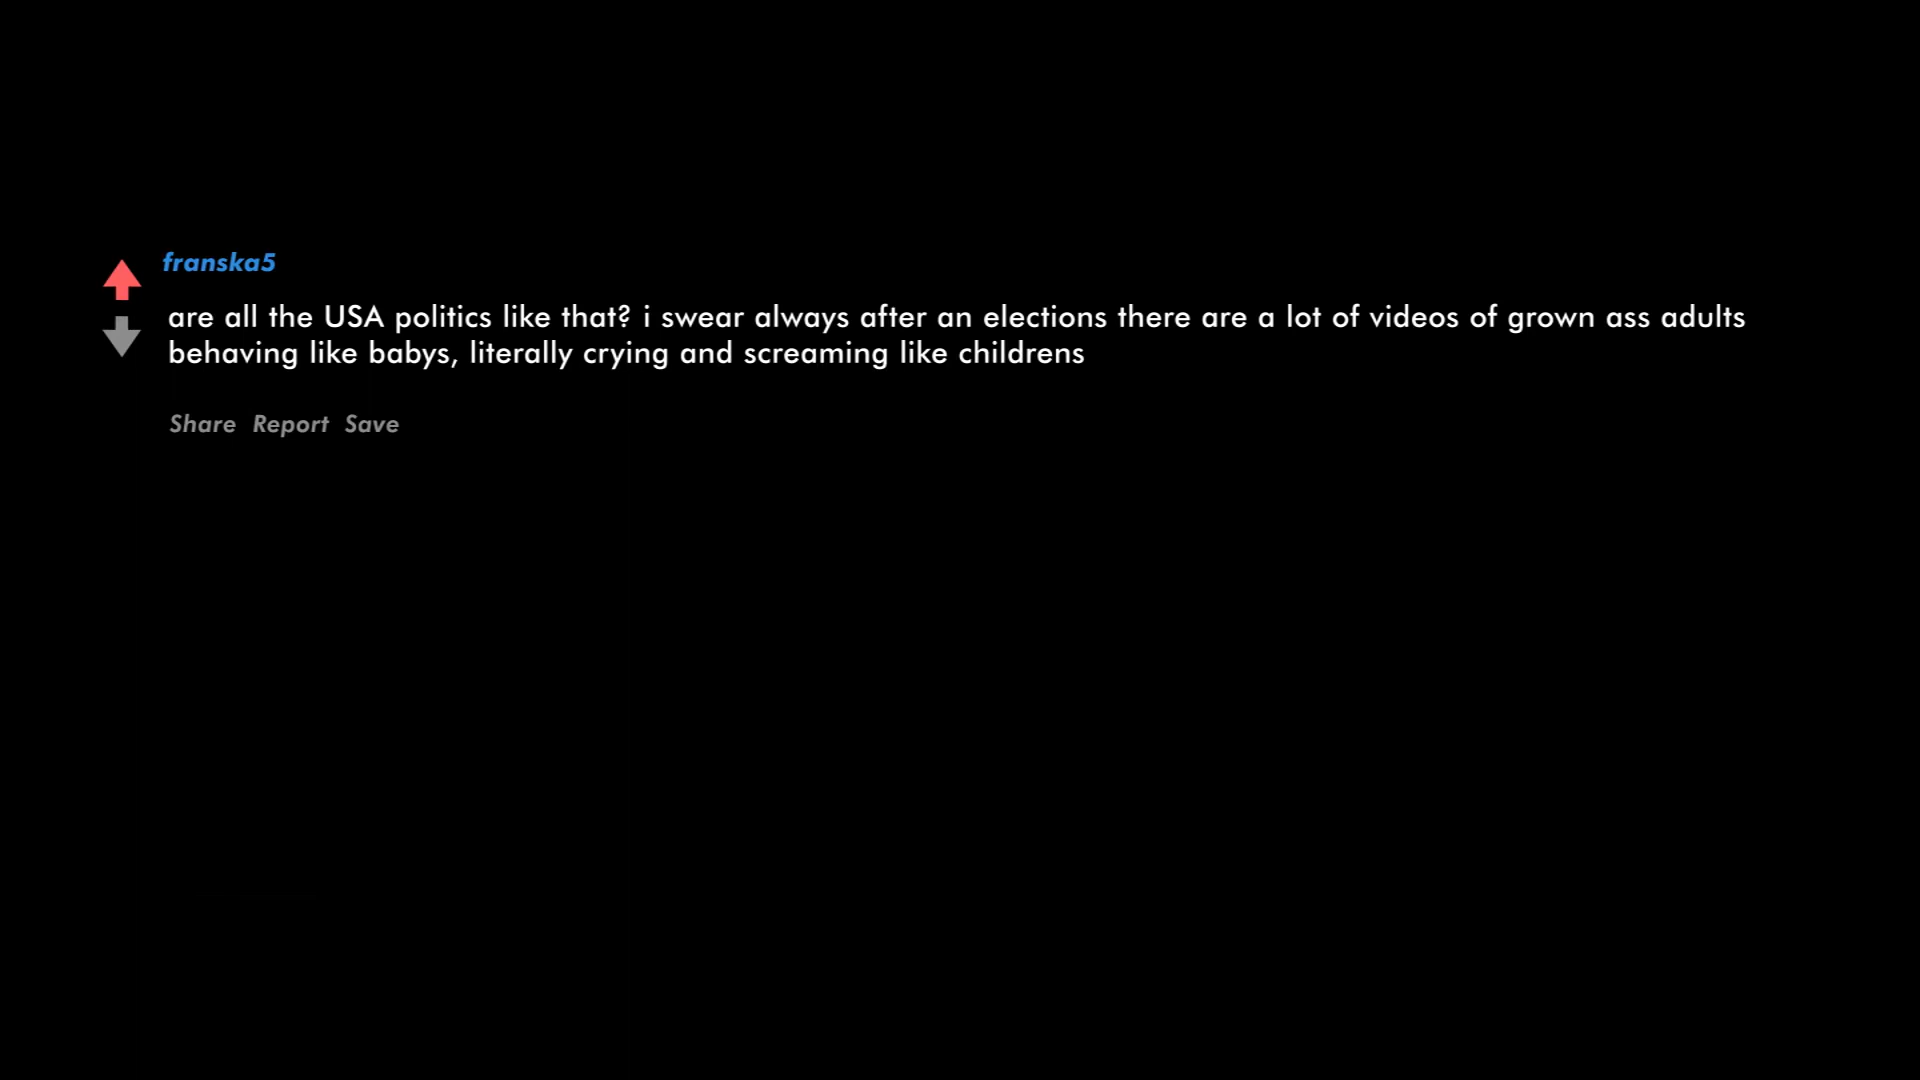 franska5
are all the USA politics like that? i swear always after an elections there are a lot of videos of grown ass adults
behaving like babys, literally crying and screaming like childrens
Share Report Save